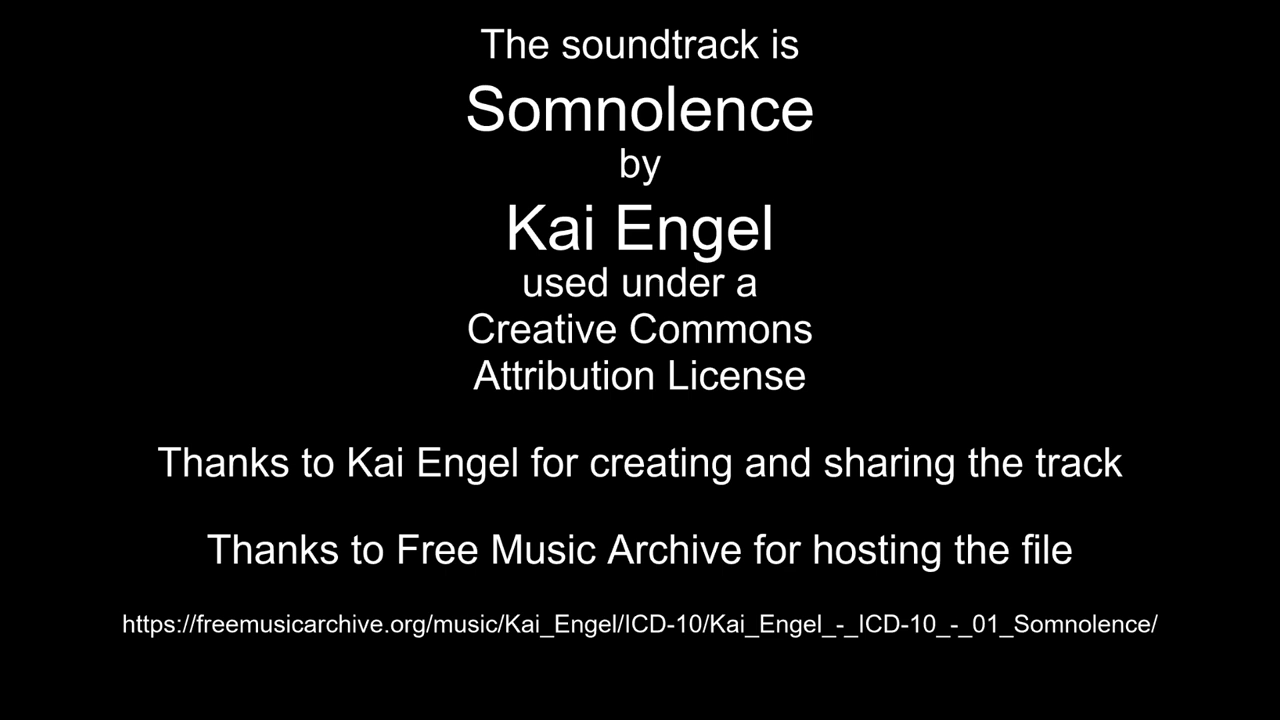 The soundtrack is
Somnolence
by
Kai Engel
used under a
Creative Commons
Attribution License
Thanks to Kai Engel for creating and sharing the track
Thanks to Free Music Archive for hosting the file
https://freemusicarchive.org/music/Kai_Engel/ICD-10/Kai_Engel_-_ICD-10_-_01_Somnolence/